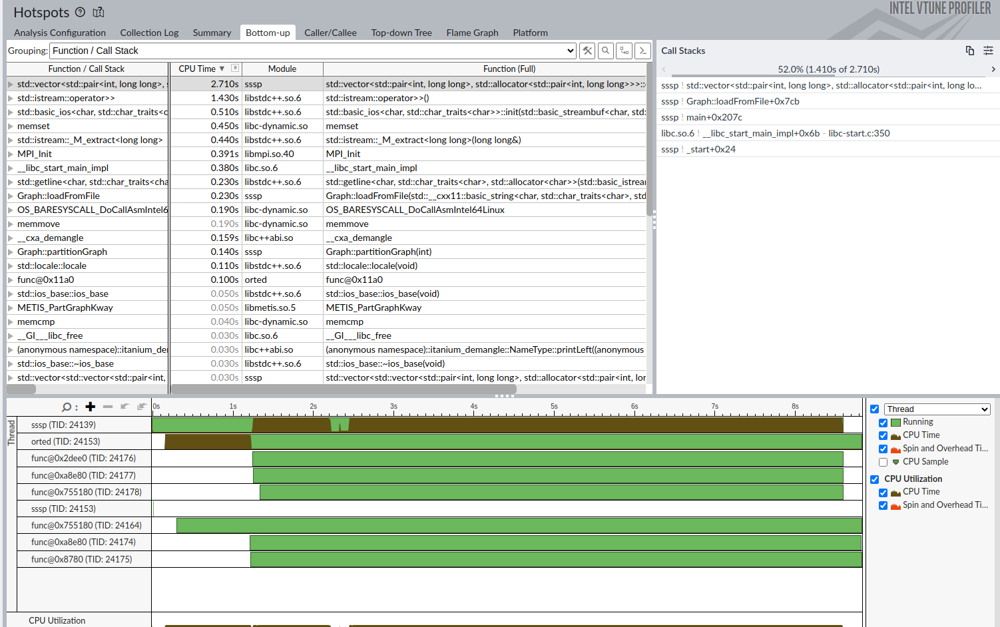 Hotspots
INTEL VTUNE PROFILER
Analysis Configuration Collection Log Summary Bottom-up Caller/Callee Top-down Tree Flame Graph Platform
Grouping: Function / Call Stack
Function / Call Stack CPU Time Module Function (Full)
std::vector<std::pair<int, long long>, s 2.710s sssp std::vector<std::pair<int, long long>, std::allocator<std::pair<int, long long>>>::
std::istream::operator>> 1.430s libstdc++.so.6 std::istream::operator>>()
std::basic_ios<char, std::char_traits<c 0.510s libstdc++.so.6 std::basic_ios<char, std::char_traits<char>>::init(std::basic_streambuf<char, std:
memset 0.450s libc-dynamic.so memset
std::istream::_M_extract<long long> 0.440s libstdc++.so.6 std::istream::_M_extract<long long>(long long&)
MPI_Init 0.391s libmpi.so.40 MPI_Init
__libc_start_main_impl 0.380s libc.so.6 __libc_start_main_impl
std::getline<char, std::char_traits<cha 0.230s libstdc++.so.6 std::getline<char, std::char_traits<char>, std::allocator<char>>(std::basic_istrea
Graph::loadFromFile 0.230s sssp Graph::loadFromFile(std::__cxx11::basic_string<char, std::char_traits<char>, std
OS_BARESYSCALL_DoCallAsmIntel6 0.190s libc-dynamic.so OS_BARESYSCALL_DoCallAsmIntel64Linux
memmove 0.190s libc-dynamic.so memmove
__cxa_demangle 0.159s libc++abi.so __cxa_demangle
Graph::partitionGraph 0.140s sssp Graph::partitionGraph(int)
std::locale::locale 0.110s libstdc++.so.6 std::locale::locale(void)
func@0x11a0 0.100s orted func@0x11a0
std::ios_base::ios_base 0.050s libstdc++.so.6 std::ios_base::ios_base(void)
METIS_PartGraphKway 0.050s libmetis.so.5 METIS_PartGraphKway
memcmp 0.040s libc-dynamic.so memcmp
__GI___libc_free 0.030s libc.so.6 __GI___libc_free
(anonymous namespace)::itanium_de 0.030s libc++abi.so (anonymous namespace)::itanium_demangle::NameType::printLeft((anonymous
std::ios_base::~ios_base 0.030s libstdc++.so.6 std::ios_base::~ios_base(void)
std::vector<std::vector<std::pair<int, 0.030s sssp std::vector<std::vector<std::pair<int, long long>, std::allocator<std::pair<int, lon
Call Stacks
52.0% (1.410s of 2.710s)
sssp ! std::vector<std::pair<int, long long>, std::allocator<std::pair<int, long lo...
sssp ! Graph::loadFromFile+0x7cb
sssp ! main+0x207c
libc.so.6 ! __libc_start_main_impl+0x6b - libc-start.c:350
sssp ! _start+0x24
0s 1s 2s 3s 4s 5s 6s 7s 8s
Thread
sssp (TID: 24139)
orted (TID: 24153)
func@0x2dee0 (TID: 24176)
func@0xa8e80 (TID: 24177)
func@0x755180 (TID: 24178)
sssp (TID: 24153)
func@0x755180 (TID: 24164)
func@0xa8e80 (TID: 24174)
func@0x8780 (TID: 24175)
CPU Utilization
Thread
Running
CPU Time
Spin and Overhead Ti...
CPU Sample
CPU Utilization
CPU Time
Spin and Overhead Ti...